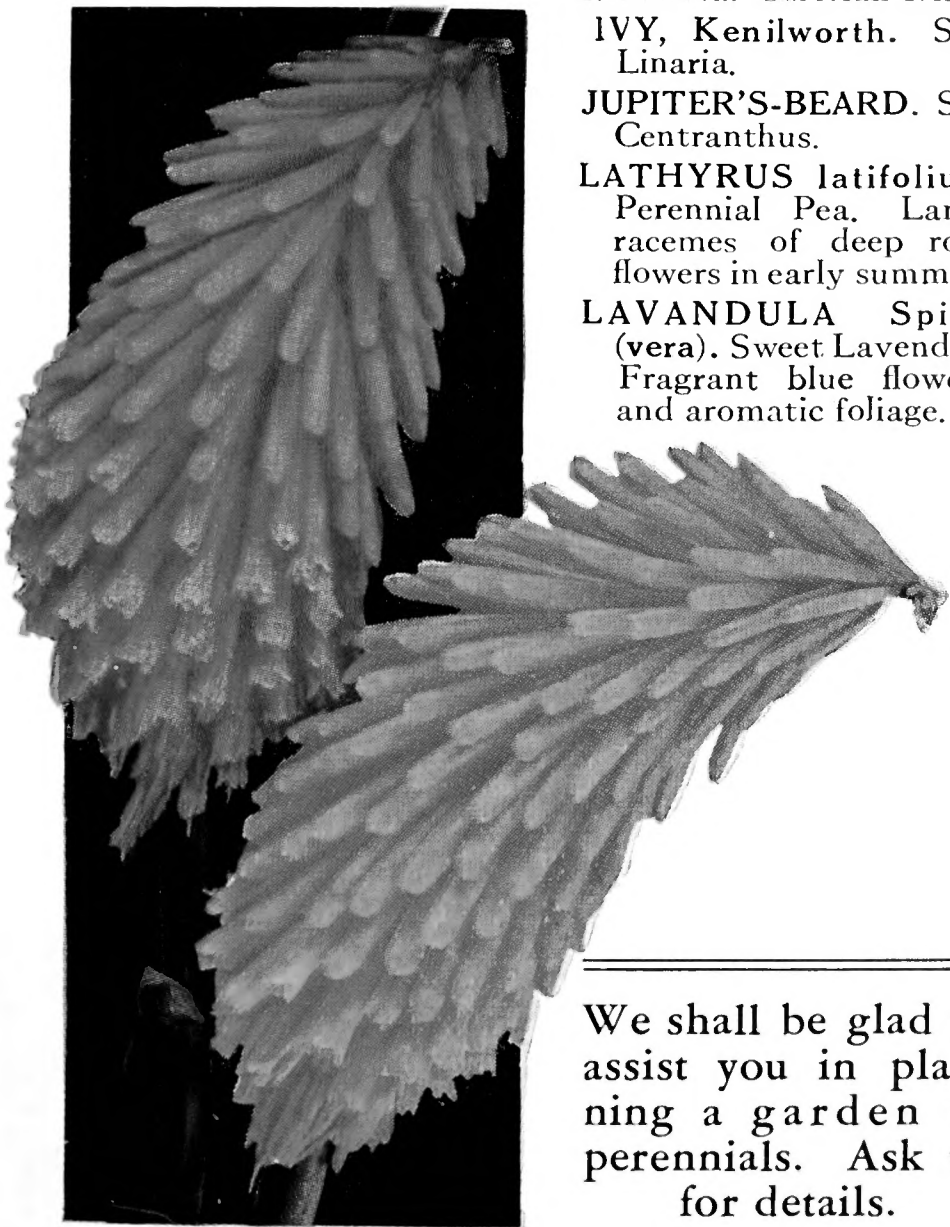 IVY, Kenilworth. S
Linaria.
JUPITER'S-BEARD. S
Centranthus.
LATHYRUS latifoliu
Perennial Pea. Lar
racemes of deep ro
flowers in early summ
LAVANDULA Spi
(vera). Sweet Lavend
Fragrant blue flow
and aromatic foliage.
We shall be glad
assist you in pla
ning a garden
perennials. Ask
for details.